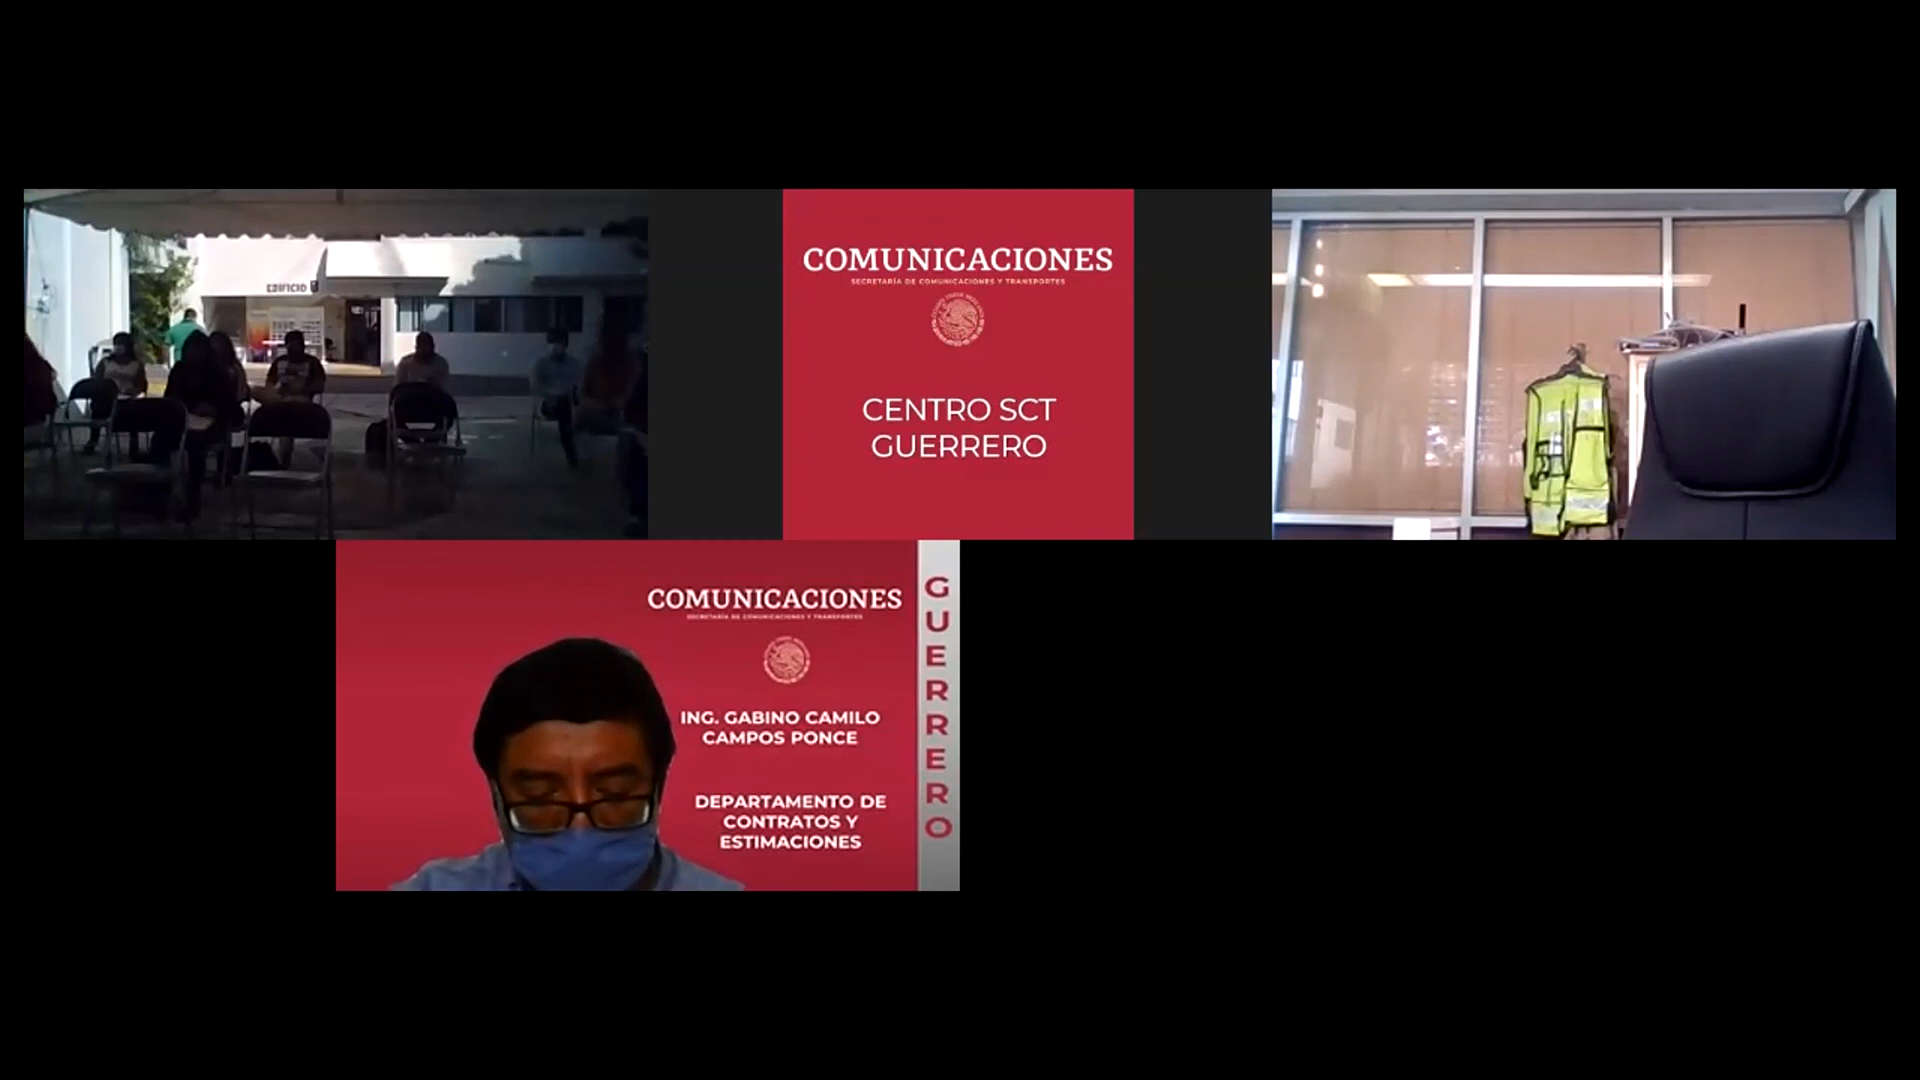 EDIFICIO B
COMUNICACIONES
SECRETARÍA DE COMUNICACIONES Y TRANSPORTES
CENTRO SCT
GUERRERO
COMUNICACIONES
SECRETARÍA DE COMUNICACIONES Y TRANSPORTES
ING. GABINO CAMILO
CAMPOS PONCE
DEPARTAMENTO DE
CONTRATOS Y
ESTIMACIONES
GUERRERO